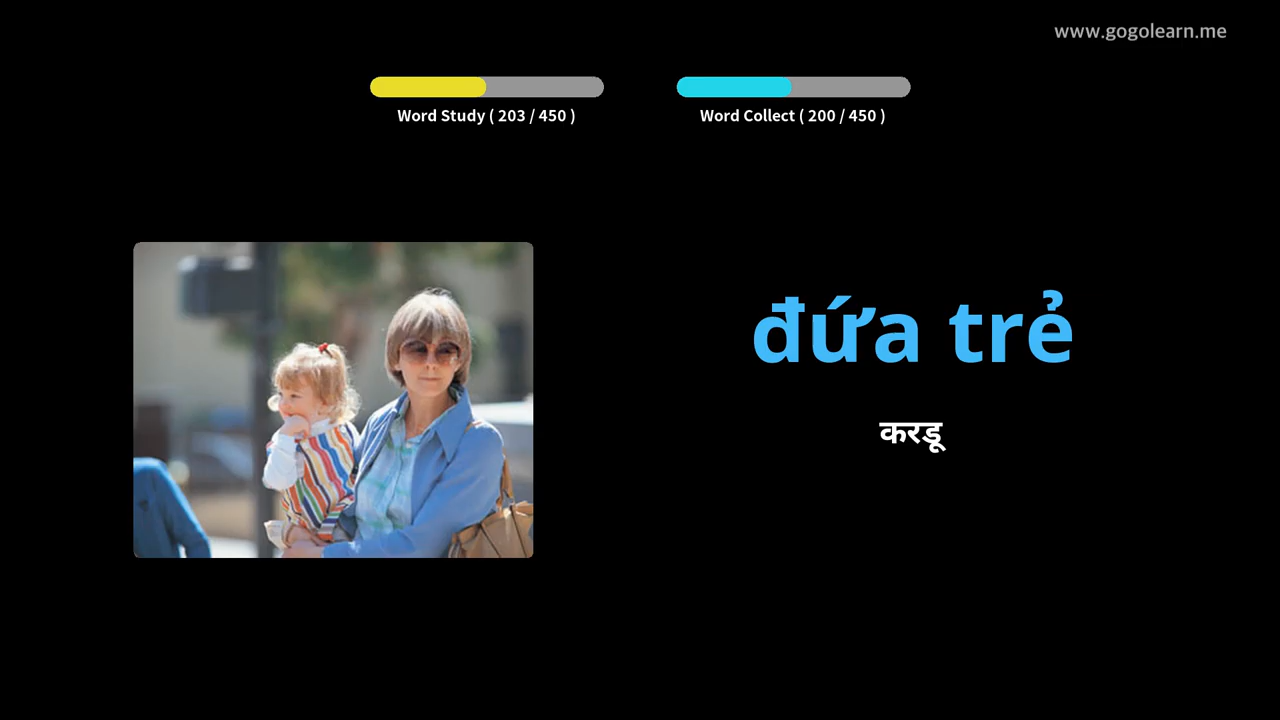 www.gogolearn.me
Word Study ( 203 / 450 )
Word Collect ( 200 / 450 )
đứa trẻ
करडू